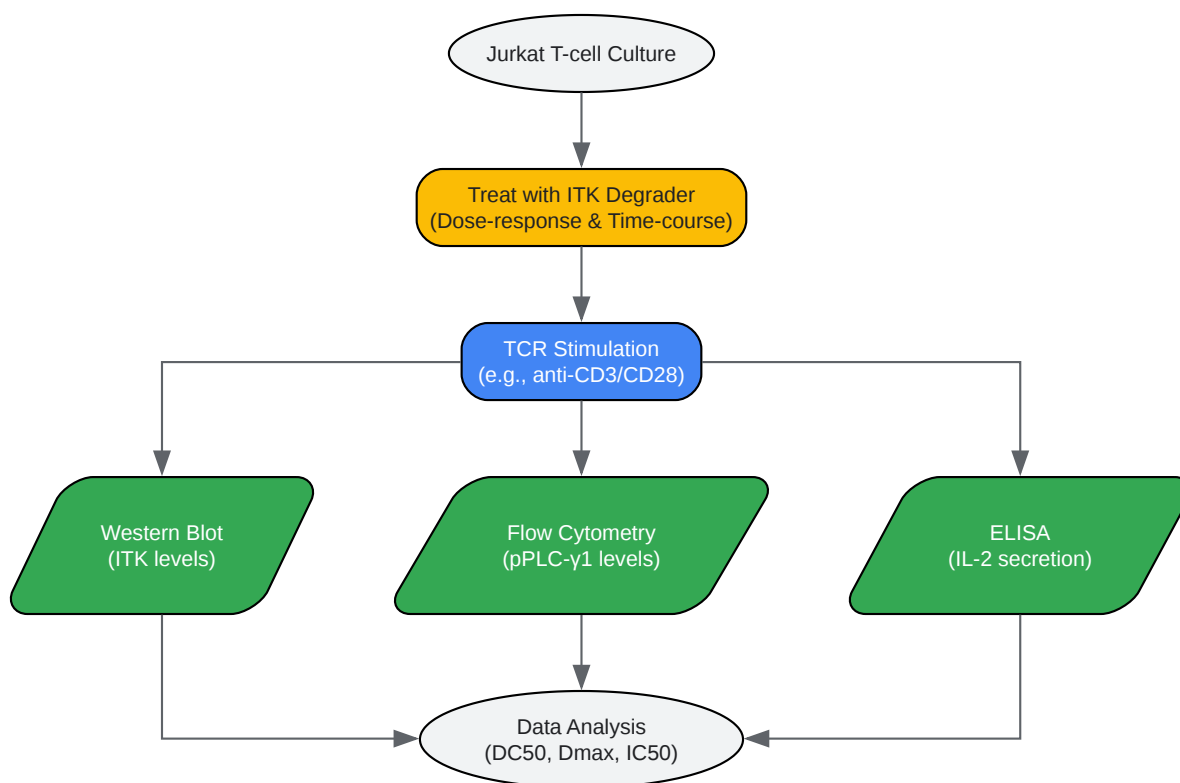 Jurkat T-cell Culture
Treat with ITK Degrader
(Dose-response & Time-course)
TCR Stimulation
(e.g., anti-CD3/CD28)
Western Blot
(ITK levels)
Flow Cytometry
(pPLC-γ1 levels)
ELISA
(IL-2 secretion)
Data Analysis
(DC50, Dmax, IC50)